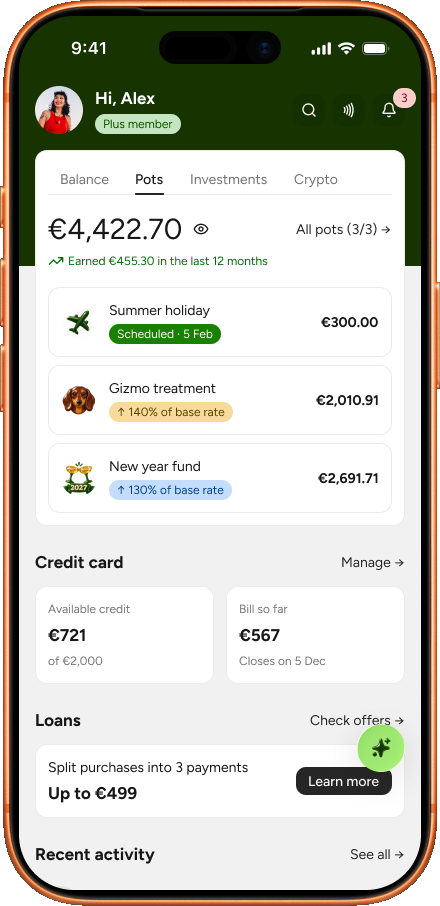 9:41
Hi, Alex
Plus member
3
Balance Pots Investments Crypto
€4,422.70
All pots (3/3) →
Earned €455.30 in the last 12 months
Summer holiday
Scheduled · 5 Feb
€300.00
Gizmo treatment
↑ 140% of base rate
€2,010.91
2027
New year fund
↑ 130% of base rate
€2,691.71
Credit card
Manage →
Available credit
€721
of €2,000
Bill so far
€567
Closes on 5 Dec
Loans
Check offers →
Split purchases into 3 payments
Up to €499
Learn more
Recent activity
See all →